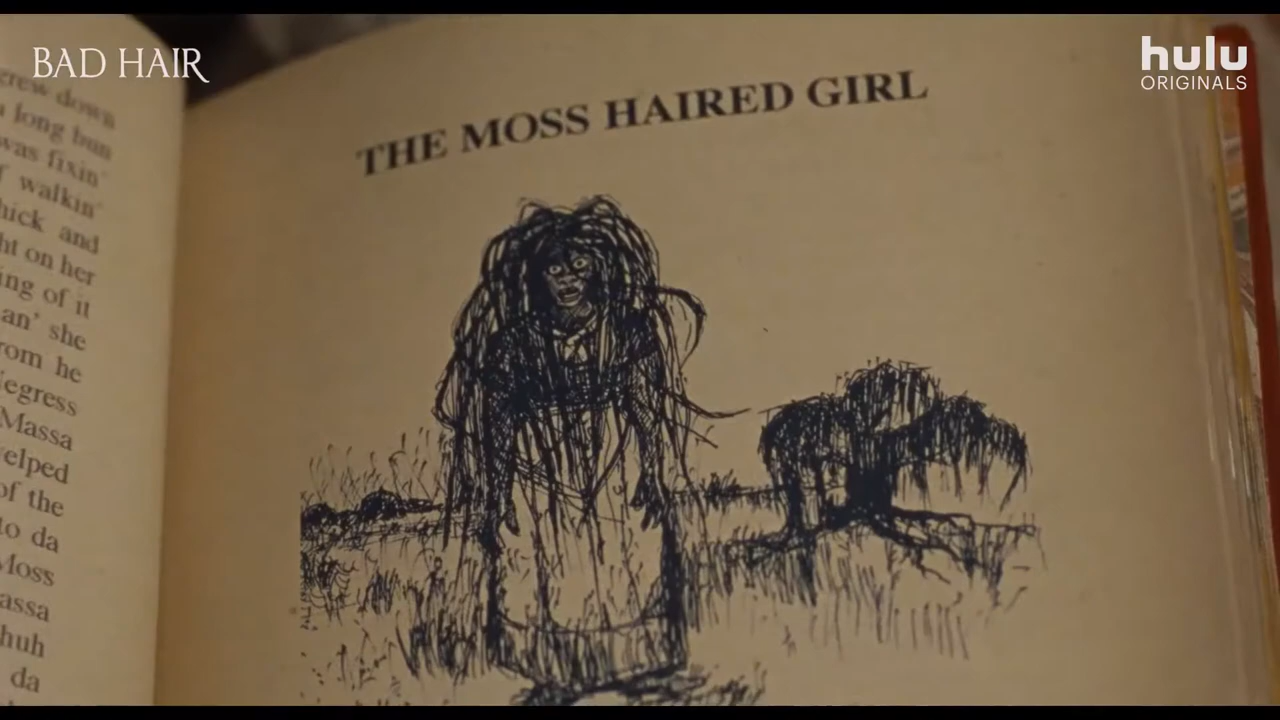 BAD HAIR
hulu
ORIGINALS
THE MOSS HAIRED GIRL
grew down
long bun
was fixin'
walkin'
hick and
ht on her
ing of it
an' she
rom he
Negress
Massa
elped
of the
to da
Moss
assa
huh
da